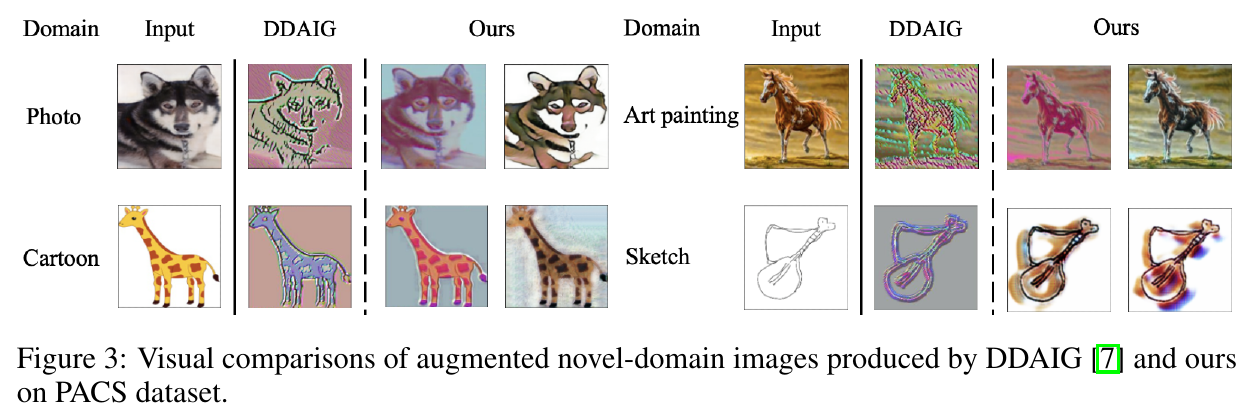 Domain Input DDAIG Ours Domain Input DDAIG Ours
Photo Art painting
Cartoon Sketch
Figure 3: Visual comparisons of augmented novel-domain images produced by DDAIG [7] and ours
on PACS dataset.